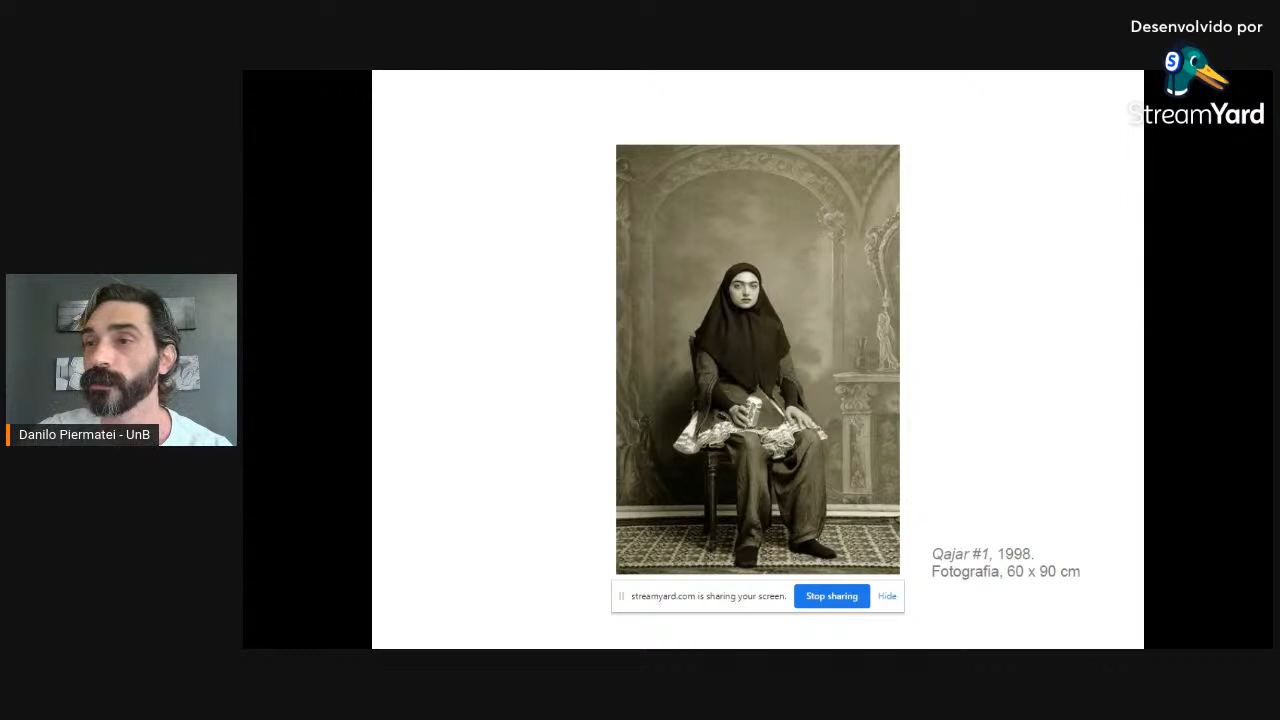 Desenvolvido por
StreamYard
Danilo Piermatei - UnB
Qajar #1, 1998.
Fotografia, 60 x 90 cm
streamyard.com is sharing your screen. Stop sharing Hide